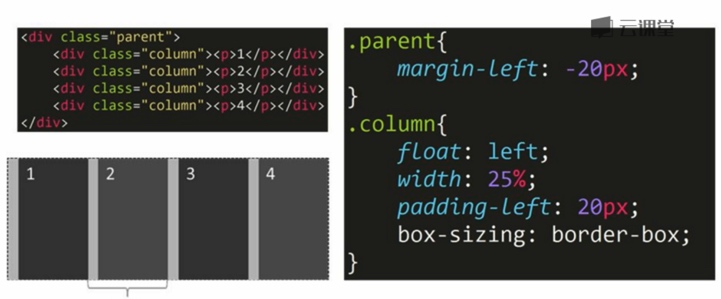 云课堂
<div class="parent">
    <div class="column"><p>1</p></div>
    <div class="column"><p>2</p></div>
    <div class="column"><p>3</p></div>
    <div class="column"><p>4</p></div>
</div>
1 2 3 4
.parent{
    margin-left: -20px;
}
.column{
    float: left;
    width: 25%;
    padding-left: 20px;
    box-sizing: border-box;
}